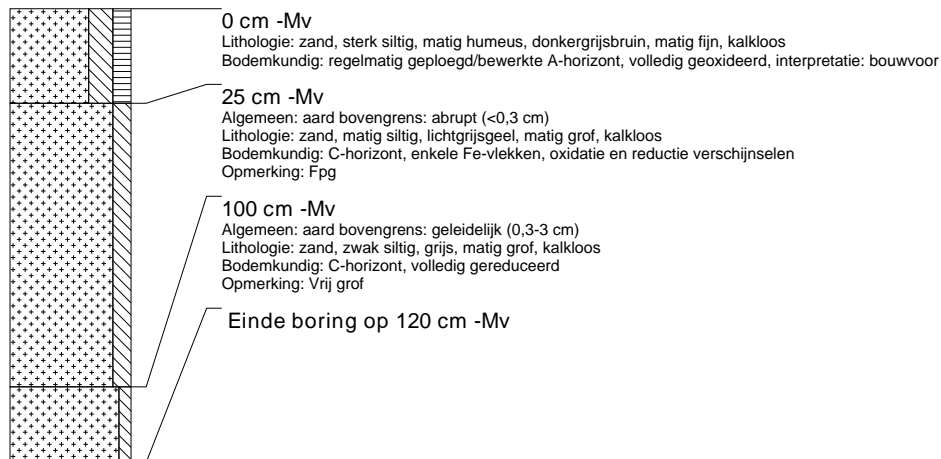 0 cm -Mv
Lithologie: zand, sterk siltig, matig humeus, donkergrijsbruin, matig fijn, kalkloos
Bodemkundig: regelmatig geploegd/bewerkte A-horizont, volledig geoxideerd, interpretatie: bouwvoor
25 cm -Mv
Algemeen: aard bovengrens: abrupt (<0,3 cm)
Lithologie: zand, matig siltig, lichtgrijsgeel, matig grof, kalkloos
Bodemkundig: C-horizont, enkele Fe-vlekken, oxidatie en reductie verschijnselen
Opmerking: Fpg
100 cm -Mv
Algemeen: aard bovengrens: geleidelijk (0,3-3 cm)
Lithologie: zand, zwak siltig, grijs, matig grof, kalkloos
Bodemkundig: C-horizont, volledig gereduceerd
Opmerking: Vrij grof
Einde boring op 120 cm -Mv